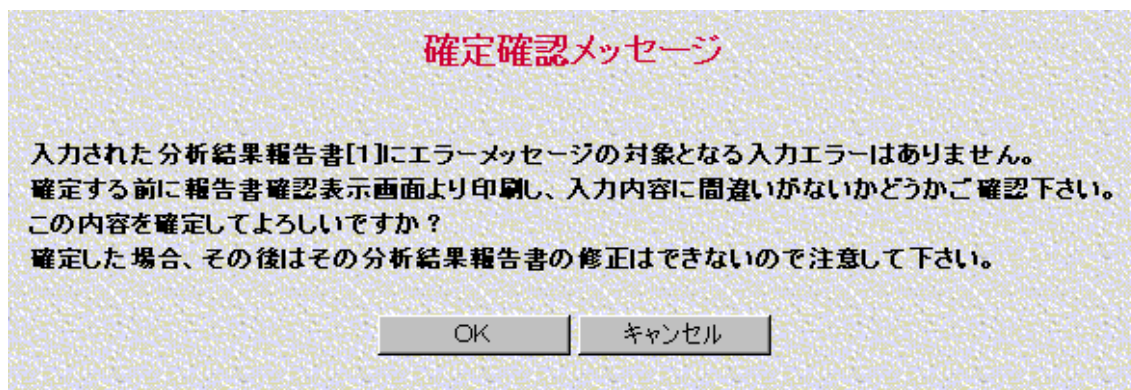 確定確認メッセージ
入力された分析結果報告書[1]にエラーメッセージの対象となる入力エラーはありません。
確定する前に報告書確認表示画面より印刷し、入力内容に間違いがないかどうかご確認下さい。
この内容を確定してよろしいですか？
確定した場合、その後はその分析結果報告書の修正はできないので注意して下さい。
OK
キャンセル